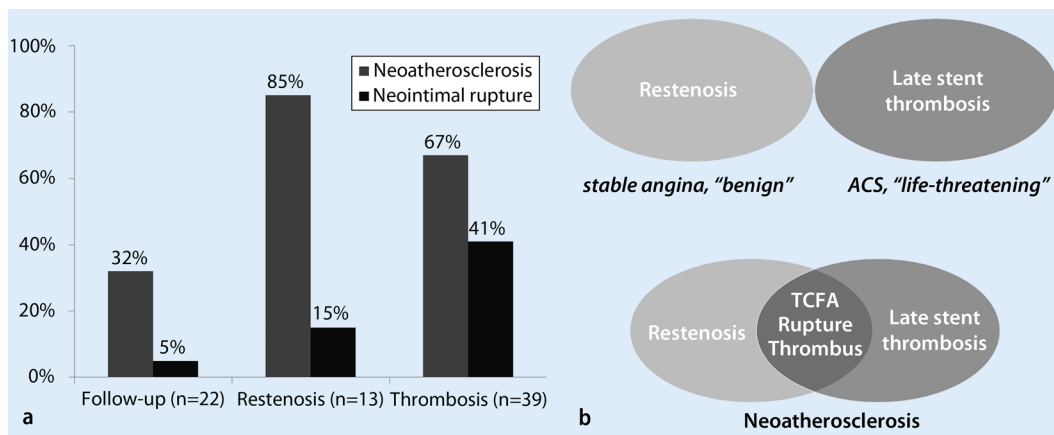 100%
80%
60%
40%
20%
0%
Neoatherosclerosis
Neointimal rupture
32%
5%
85%
15%
67%
41%
Follow-up (n=22) Restenosis (n=13) Thrombosis (n=39)
a
Restenosis
Late stent
thrombosis
stable angina, “benign”
ACS, “life-threatening”
Restenosis
TCFA
Rupture
Thrombus
Late stent
thrombosis
Neoatherosclerosis
b